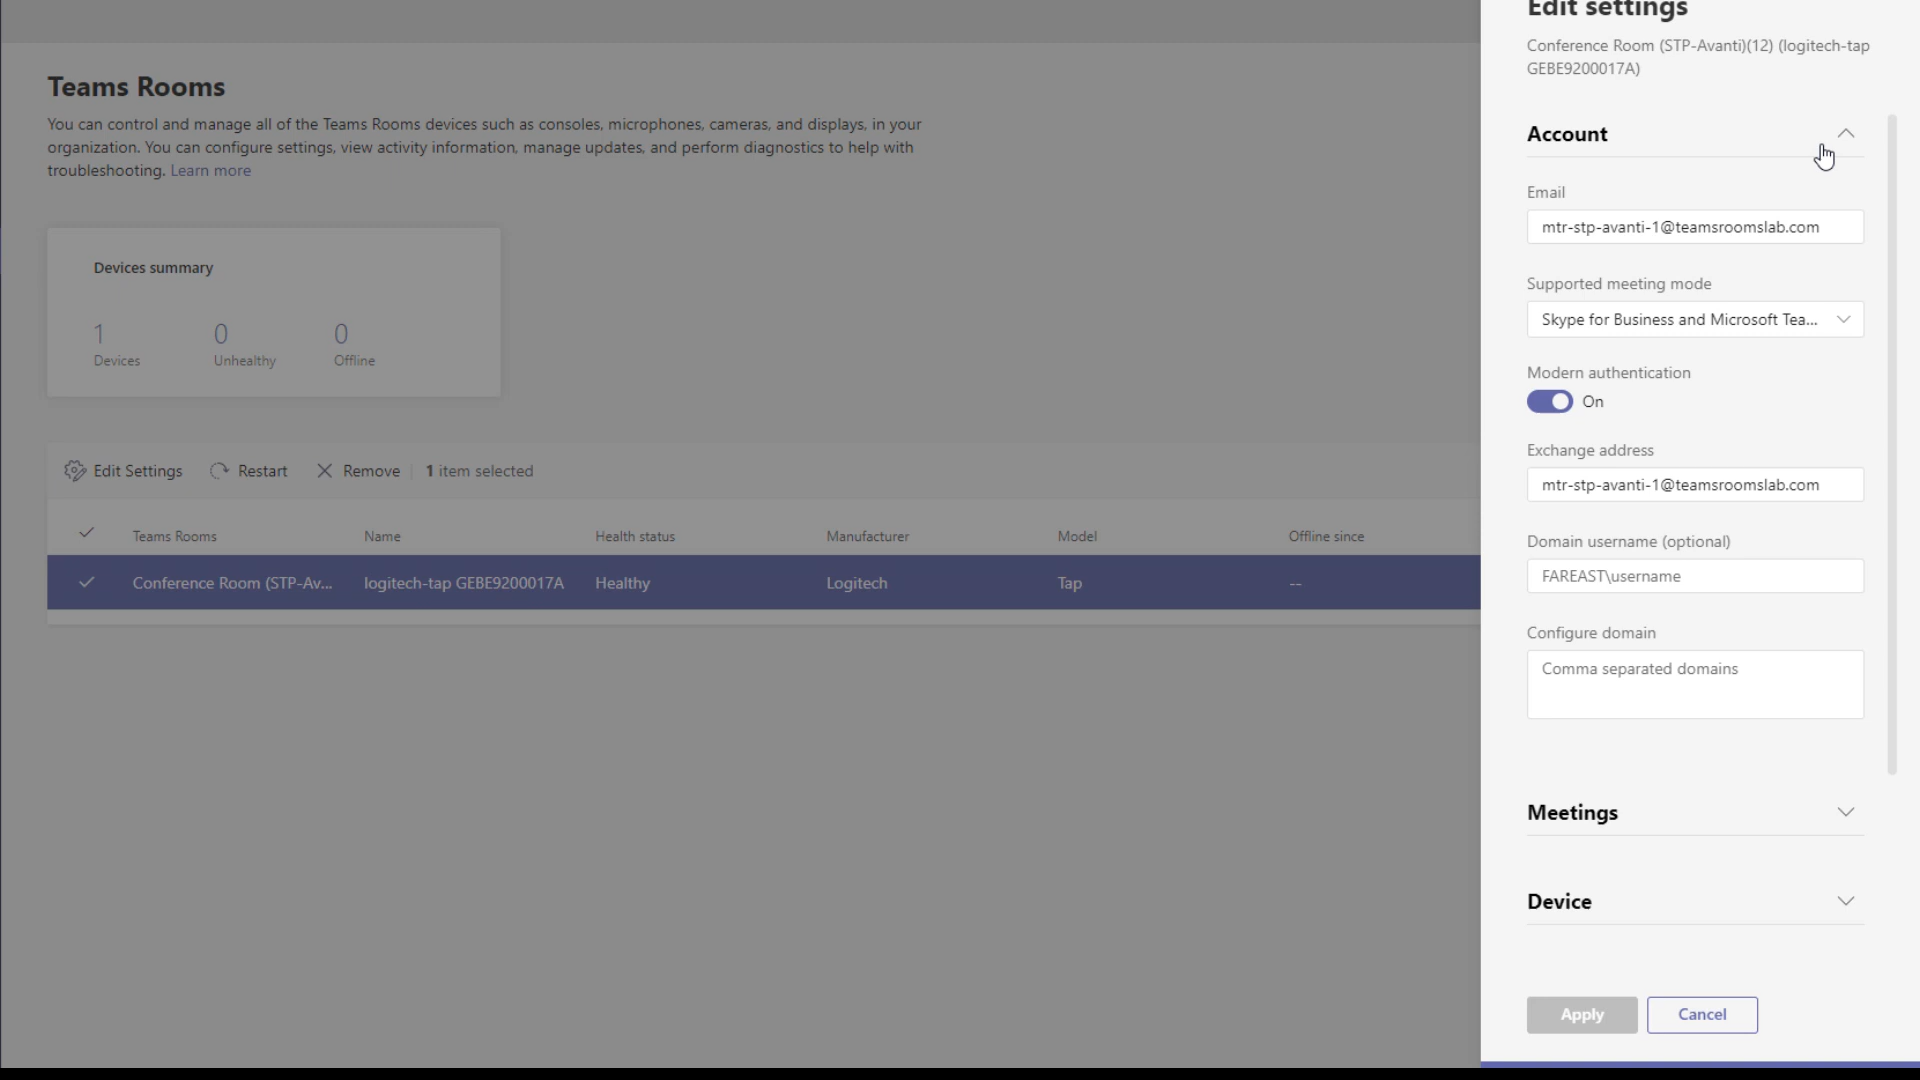 Teams Rooms
You can control and manage all of the Teams Rooms devices such as consoles, microphones, cameras, and displays, in your
organization. You can configure settings, view activity information, manage updates, and perform diagnostics to help with
troubleshooting. Learn more
Devices summary
1 0 0
Devices Unhealthy Offline
Edit Settings Restart Remove 1 item selected
Teams Rooms Name Health status Manufacturer Model Offline since
Conference Room (STP-Av... logitech-tap GEBE9200017A Healthy Logitech Tap --
Edit settings
Conference Room (STP-Avanti)(12) (logitech-tap
GEBE9200017A)
Account
Email
mtr-stp-avanti-1@teamsroomslab.com
Supported meeting mode
Skype for Business and Microsoft Tea...
Modern authentication
On
Exchange address
mtr-stp-avanti-1@teamsroomslab.com
Domain username (optional)
FAREAST\username
Configure domain
Comma separated domains
Meetings
Device
Apply Cancel